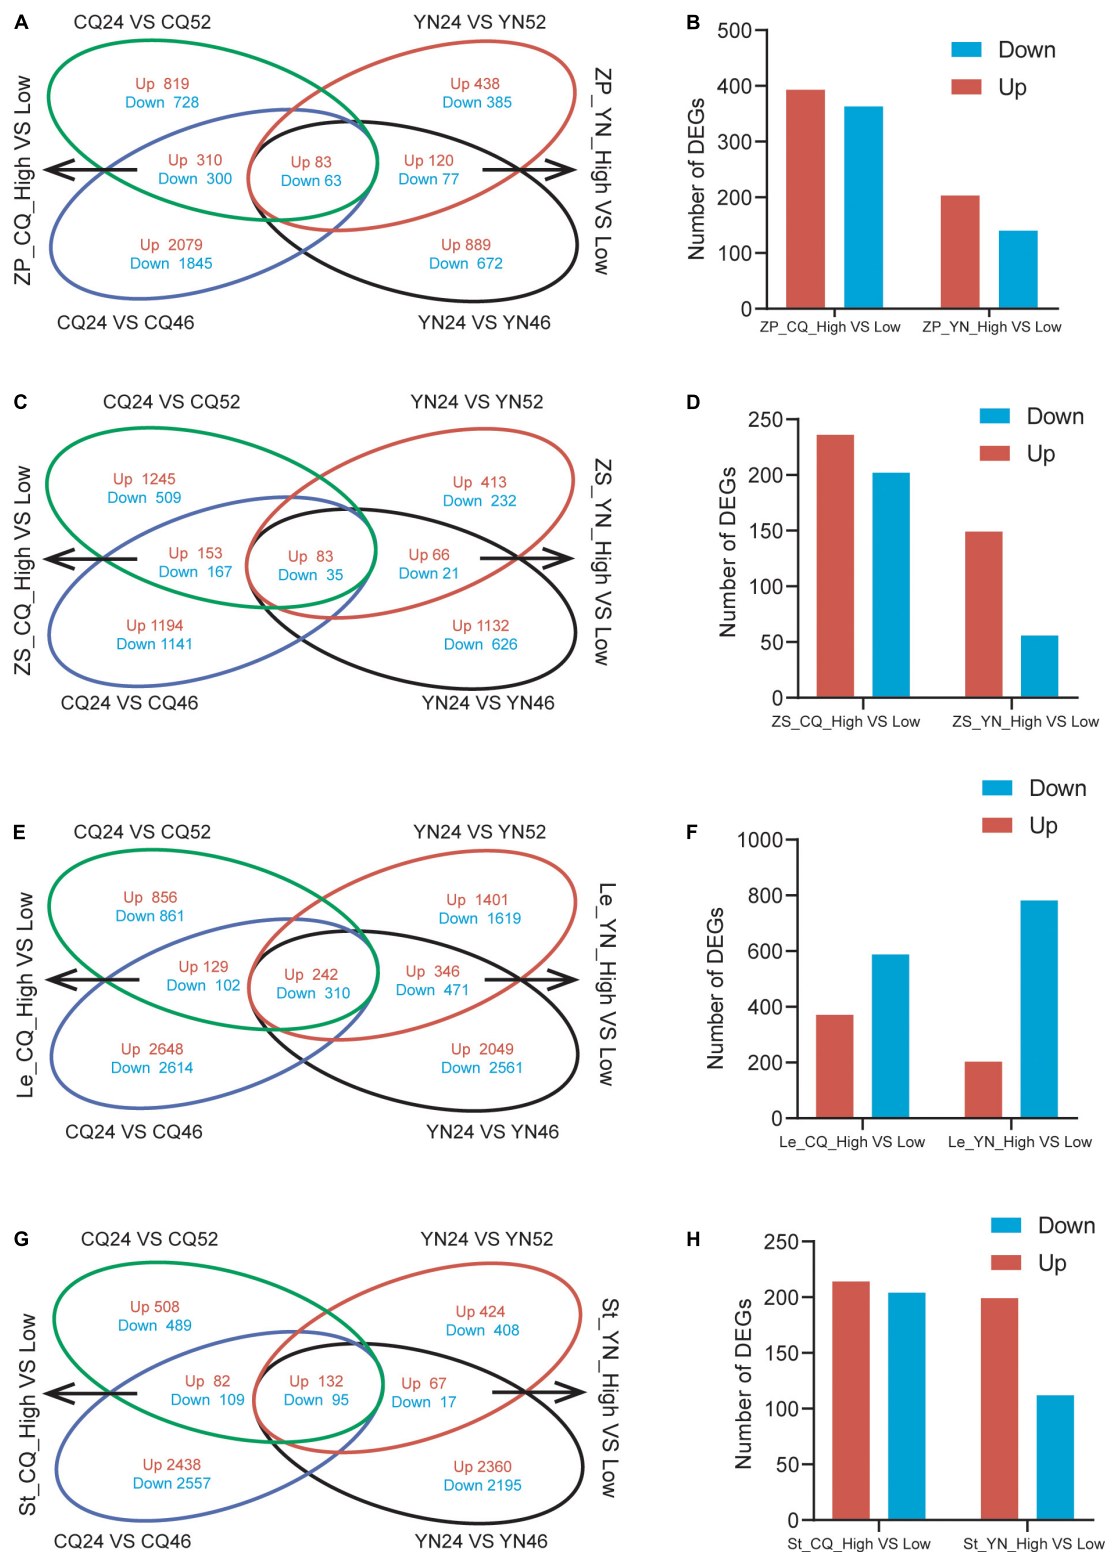 A
CQ24 VS CQ52
YN24 VS YN52
ZP_CQ_High VS Low
ZP_YN_High VS Low
Up 819
Down 728
Up 438
Down 385
Up 310
Down 300
Up 83
Down 63
Up 120
Down 77
Up 2079
Down 1845
Up 889
Down 672
CQ24 VS CQ46
YN24 VS YN46
B
Down
Up
Number of DEGs
500
400
300
200
100
0
ZP_CQ_High VS Low
ZP_YN_High VS Low
C
CQ24 VS CQ52
YN24 VS YN52
ZS_CQ_High VS Low
ZS_YN_High VS Low
Up 1245
Down 509
Up 413
Down 232
Up 153
Down 167
Up 83
Down 35
Up 66
Down 21
Up 1194
Down 1141
Up 1132
Down 626
CQ24 VS CQ46
YN24 VS YN46
D
Down
Up
Number of DEGs
250
200
150
100
50
0
ZS_CQ_High VS Low
ZS_YN_High VS Low
E
CQ24 VS CQ52
YN24 VS YN52
Le_CQ_High VS Low
Le_YN_High VS Low
Up 856
Down 861
Up 1401
Down 1619
Up 129
Down 102
Up 242
Down 310
Up 346
Down 471
Up 2648
Down 2614
Up 2049
Down 2561
CQ24 VS CQ46
YN24 VS YN46
F
Down
Up
Number of DEGs
1000
800
600
400
200
0
Le_CQ_High VS Low
Le_YN_High VS Low
G
CQ24 VS CQ52
YN24 VS YN52
St_CQ_High VS Low
St_YN_High VS Low
Up 508
Down 489
Up 424
Down 408
Up 82
Down 109
Up 132
Down 95
Up 67
Down 17
Up 2438
Down 2557
Up 2360
Down 2195
CQ24 VS CQ46
YN24 VS YN46
H
Down
Up
Number of DEGs
250
200
150
100
50
0
St_CQ_High VS Low
St_YN_High VS Low